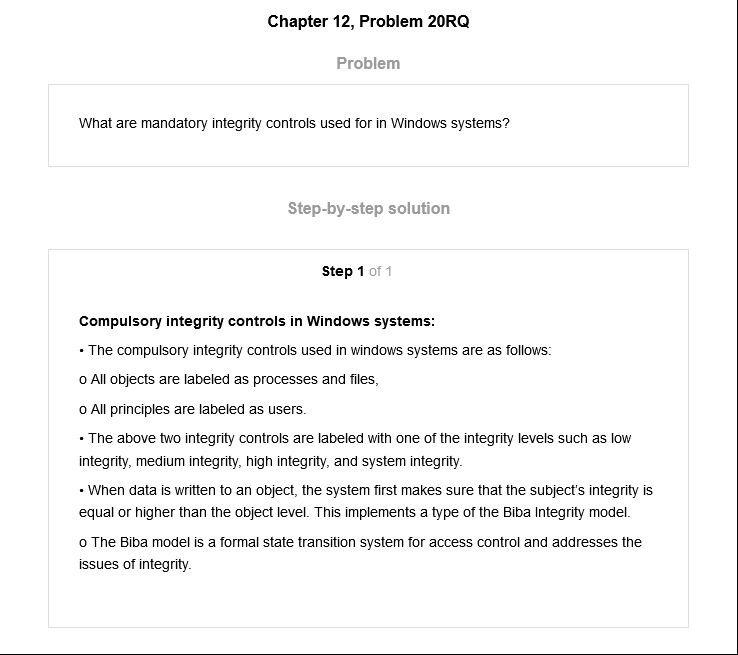 Chapter 12, Problem 20RQ
Problem
What are mandatory integrity controls used for in Windows systems?
Step-by-step solution
Step 1 of 1
Compulsory integrity controls in Windows systems:
• The compulsory integrity controls used in windows systems are as follows:
o All objects are labeled as processes and files,
o All principles are labeled as users.
• The above two integrity controls are labeled with one of the integrity levels such as low
integrity, medium integrity, high integrity, and system integrity.
• When data is written to an object, the system first makes sure that the subject's integrity is
equal or higher than the object level. This implements a type of the Biba Integrity model.
o The Biba model is a formal state transition system for access control and addresses the
issues of integrity.